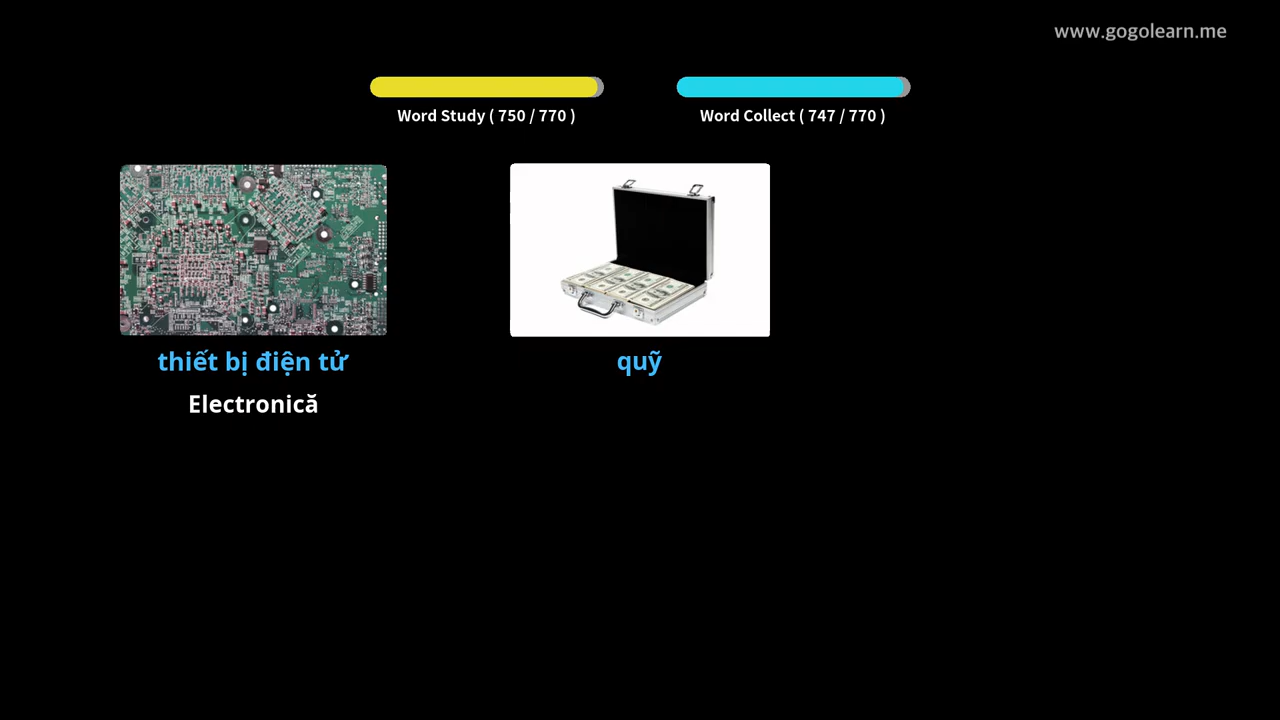 www.gogolearn.me
Word Study ( 750 / 770 )
Word Collect ( 747 / 770 )
thiết bị điện tử
quỹ
Electronică